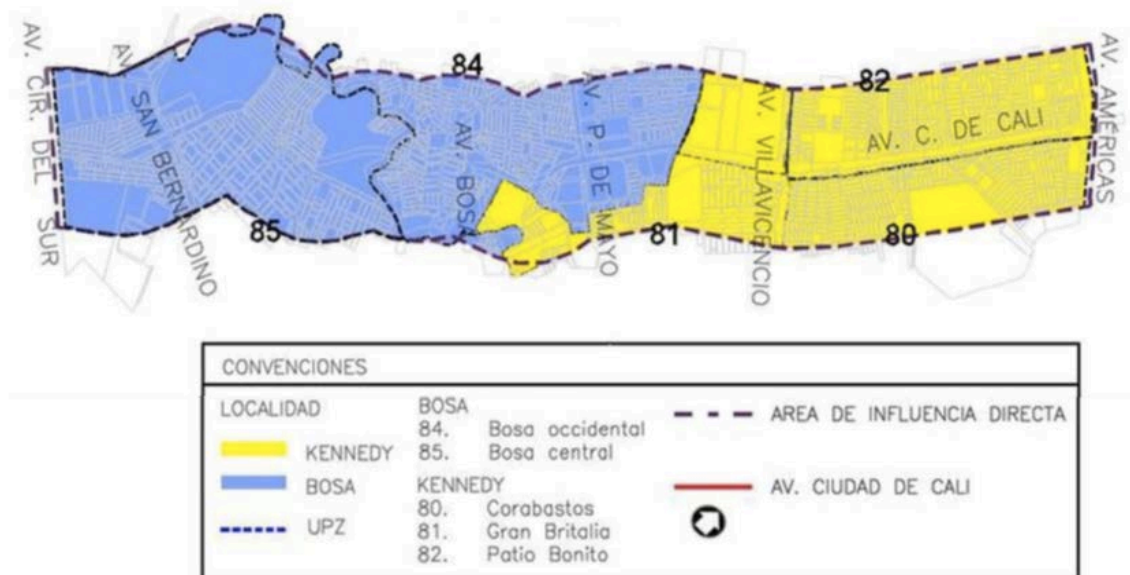 AV. CIR. DEL SUR
AV. SAN BERNARDINO
84
85
AV. BOSA
AV. P. DE MAYO
81
AV. VILLAVICENCIO
82
AV. C. DE CALI
80
AV. AMÉRICAS
CONVENCIONES
LOCALIDAD
KENNEDY
BOSA
UPZ
BOSA
84. Bosa occidental
85. Bosa central
KENNEDY
80. Corabastos
81. Gran Britalia
82. Patio Bonito
AREA DE INFLUENCIA DIRECTA
AV. CIUDAD DE CALI